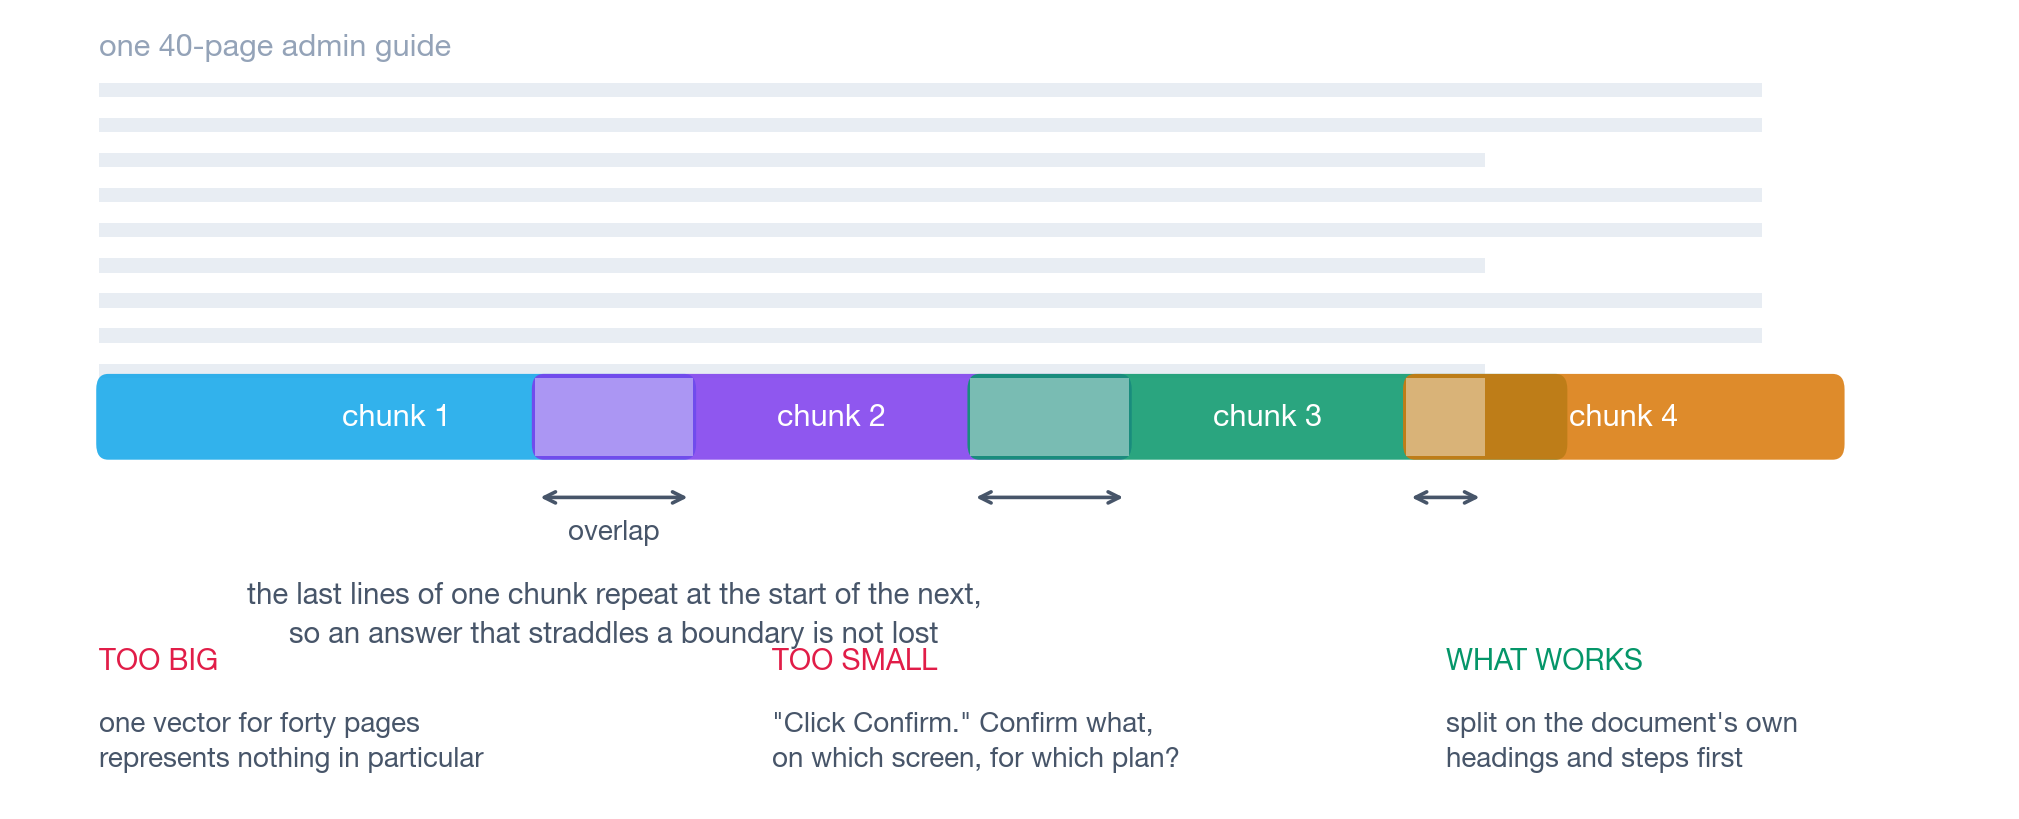 one 40-page admin guide
chunk 1
chunk 2
chunk 3
chunk 4
overlap
the last lines of one chunk repeat at the start of the next,
so an answer that straddles a boundary is not lost
TOO BIG
one vector for forty pages
represents nothing in particular
TOO SMALL
"Click Confirm." Confirm what,
on which screen, for which plan?
WHAT WORKS
split on the document's own
headings and steps first